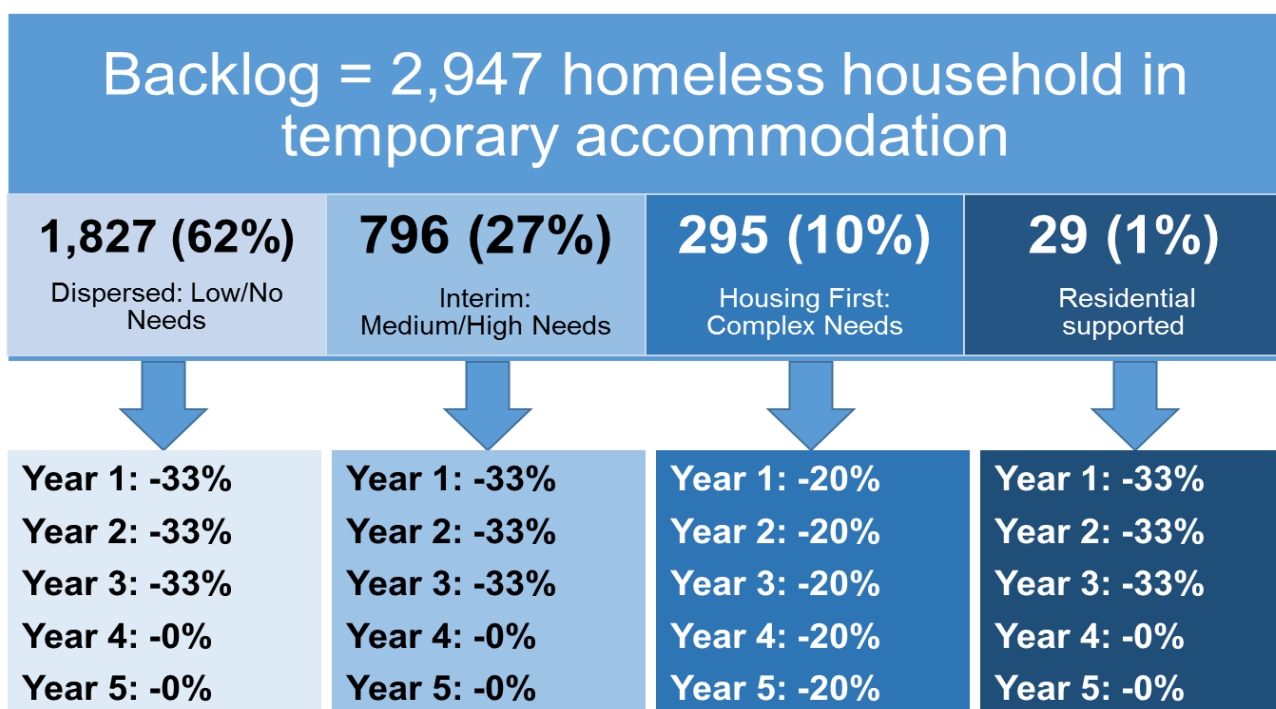 Backlog = 2,947 homeless household in
temporary accommodation
1,827 (62%)
Dispersed: Low/No
Needs
796 (27%)
Interim:
Medium/High Needs
295 (10%)
Housing First:
Complex Needs
29 (1%)
Residential
supported
Year 1: -33%
Year 2: -33%
Year 3: -33%
Year 4: -0%
Year 5: -0%
Year 1: -33%
Year 2: -33%
Year 3: -33%
Year 4: -0%
Year 5: -0%
Year 1: -20%
Year 2: -20%
Year 3: -20%
Year 4: -20%
Year 5: -20%
Year 1: -33%
Year 2: -33%
Year 3: -33%
Year 4: -0%
Year 5: -0%